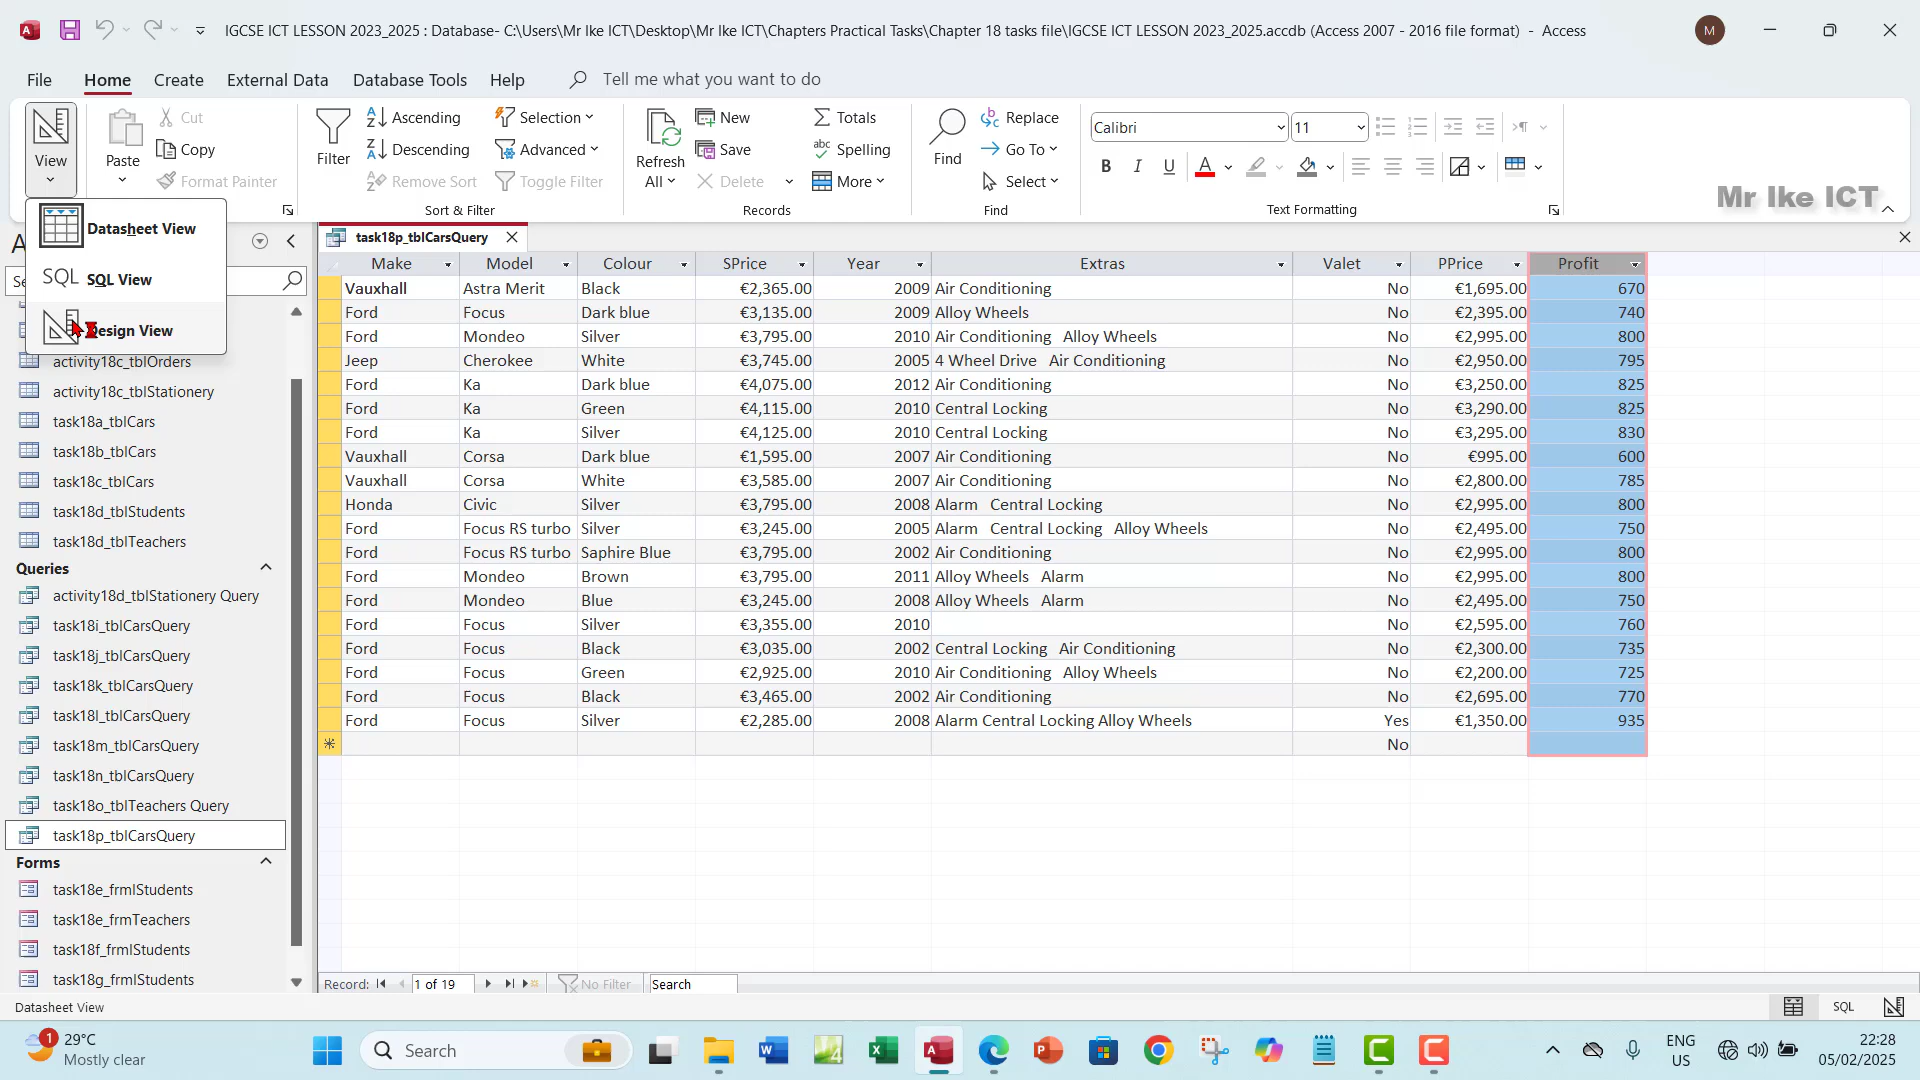 IGCSE ICT LESSON 2023_2025 : Database- C:\Users\Mr Ike ICT\Desktop\Mr Ike ICT\Chapters Practical Tasks\Chapter 18 tasks file\IGCSE ICT LESSON 2023_2025.accdb (Access 2007 - 2016 file format) - Access
M
File Home Create External Data Database Tools Help Tell me what you want to do
View
Paste
Cut
Copy
Format Painter
Filter
Ascending
Descending
Remove Sort
Selection
Advanced
Toggle Filter
Sort & Filter
Refresh All
New
Save
Delete
Totals
Spelling
More
Records
Find
Replace
Go To
Select
Find
Calibri 11
B I U
Text Formatting
Mr Ike ICT
Datasheet View
SQL SQL View
Design View
activity18c_tblOrders
activity18c_tblStationery
task18a_tblCars
task18b_tblCars
task18c_tblCars
task18d_tblStudents
task18d_tblTeachers
Queries
activity18d_tblStationery Query
task18i_tblCarsQuery
task18j_tblCarsQuery
task18k_tblCarsQuery
task18l_tblCarsQuery
task18m_tblCarsQuery
task18n_tblCarsQuery
task18o_tblTeachers Query
task18p_tblCarsQuery
Forms
task18e_frmlStudents
task18e_frmTeachers
task18f_frmlStudents
task18g_frmlStudents
task18p_tblCarsQuery
Make Model Colour SPrice Year Extras Valet PPrice Profit
Vauxhall Astra Merit Black €2,365.00 2009 Air Conditioning No €1,695.00 670
Ford Focus Dark blue €3,135.00 2009 Alloy Wheels No €2,395.00 740
Ford Mondeo Silver €3,795.00 2010 Air Conditioning Alloy Wheels No €2,995.00 800
Jeep Cherokee White €3,745.00 2005 4 Wheel Drive Air Conditioning No €2,950.00 795
Ford Ka Dark blue €4,075.00 2012 Air Conditioning No €3,250.00 825
Ford Ka Green €4,115.00 2010 Central Locking No €3,290.00 825
Ford Ka Silver €4,125.00 2010 Central Locking No €3,295.00 830
Vauxhall Corsa Dark blue €1,595.00 2007 Air Conditioning No €995.00 600
Vauxhall Corsa White €3,585.00 2007 Air Conditioning No €2,800.00 785
Honda Civic Silver €3,795.00 2008 Alarm Central Locking No €2,995.00 800
Ford Focus RS turbo Silver €3,245.00 2005 Alarm Central Locking Alloy Wheels No €2,495.00 750
Ford Focus RS turbo Saphire Blue €3,795.00 2002 Air Conditioning No €2,995.00 800
Ford Mondeo Brown €3,795.00 2011 Alloy Wheels Alarm No €2,995.00 800
Ford Mondeo Blue €3,245.00 2008 Alloy Wheels Alarm No €2,495.00 750
Ford Focus Silver €3,355.00 2010 No €2,595.00 760
Ford Focus Black €3,035.00 2002 Central Locking Air Conditioning No €2,300.00 735
Ford Focus Green €2,925.00 2010 Air Conditioning Alloy Wheels No €2,200.00 725
Ford Focus Black €3,465.00 2002 Air Conditioning No €2,695.00 770
Ford Focus Silver €2,285.00 2008 Alarm Central Locking Alloy Wheels Yes €1,350.00 935
No
Record: 1 of 19 No Filter Search
Datasheet View SQL
1 29°C
Mostly clear
Search
ENG
US
22:28
05/02/2025